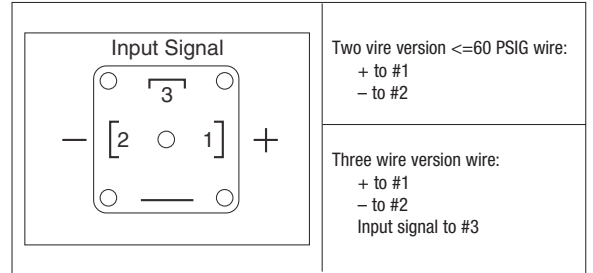 Input Signal
3
− [2 1] +
Two vire version <=60 PSIG wire:
+ to #1
– to #2
Three wire version wire:
+ to #1
– to #2
Input signal to #3